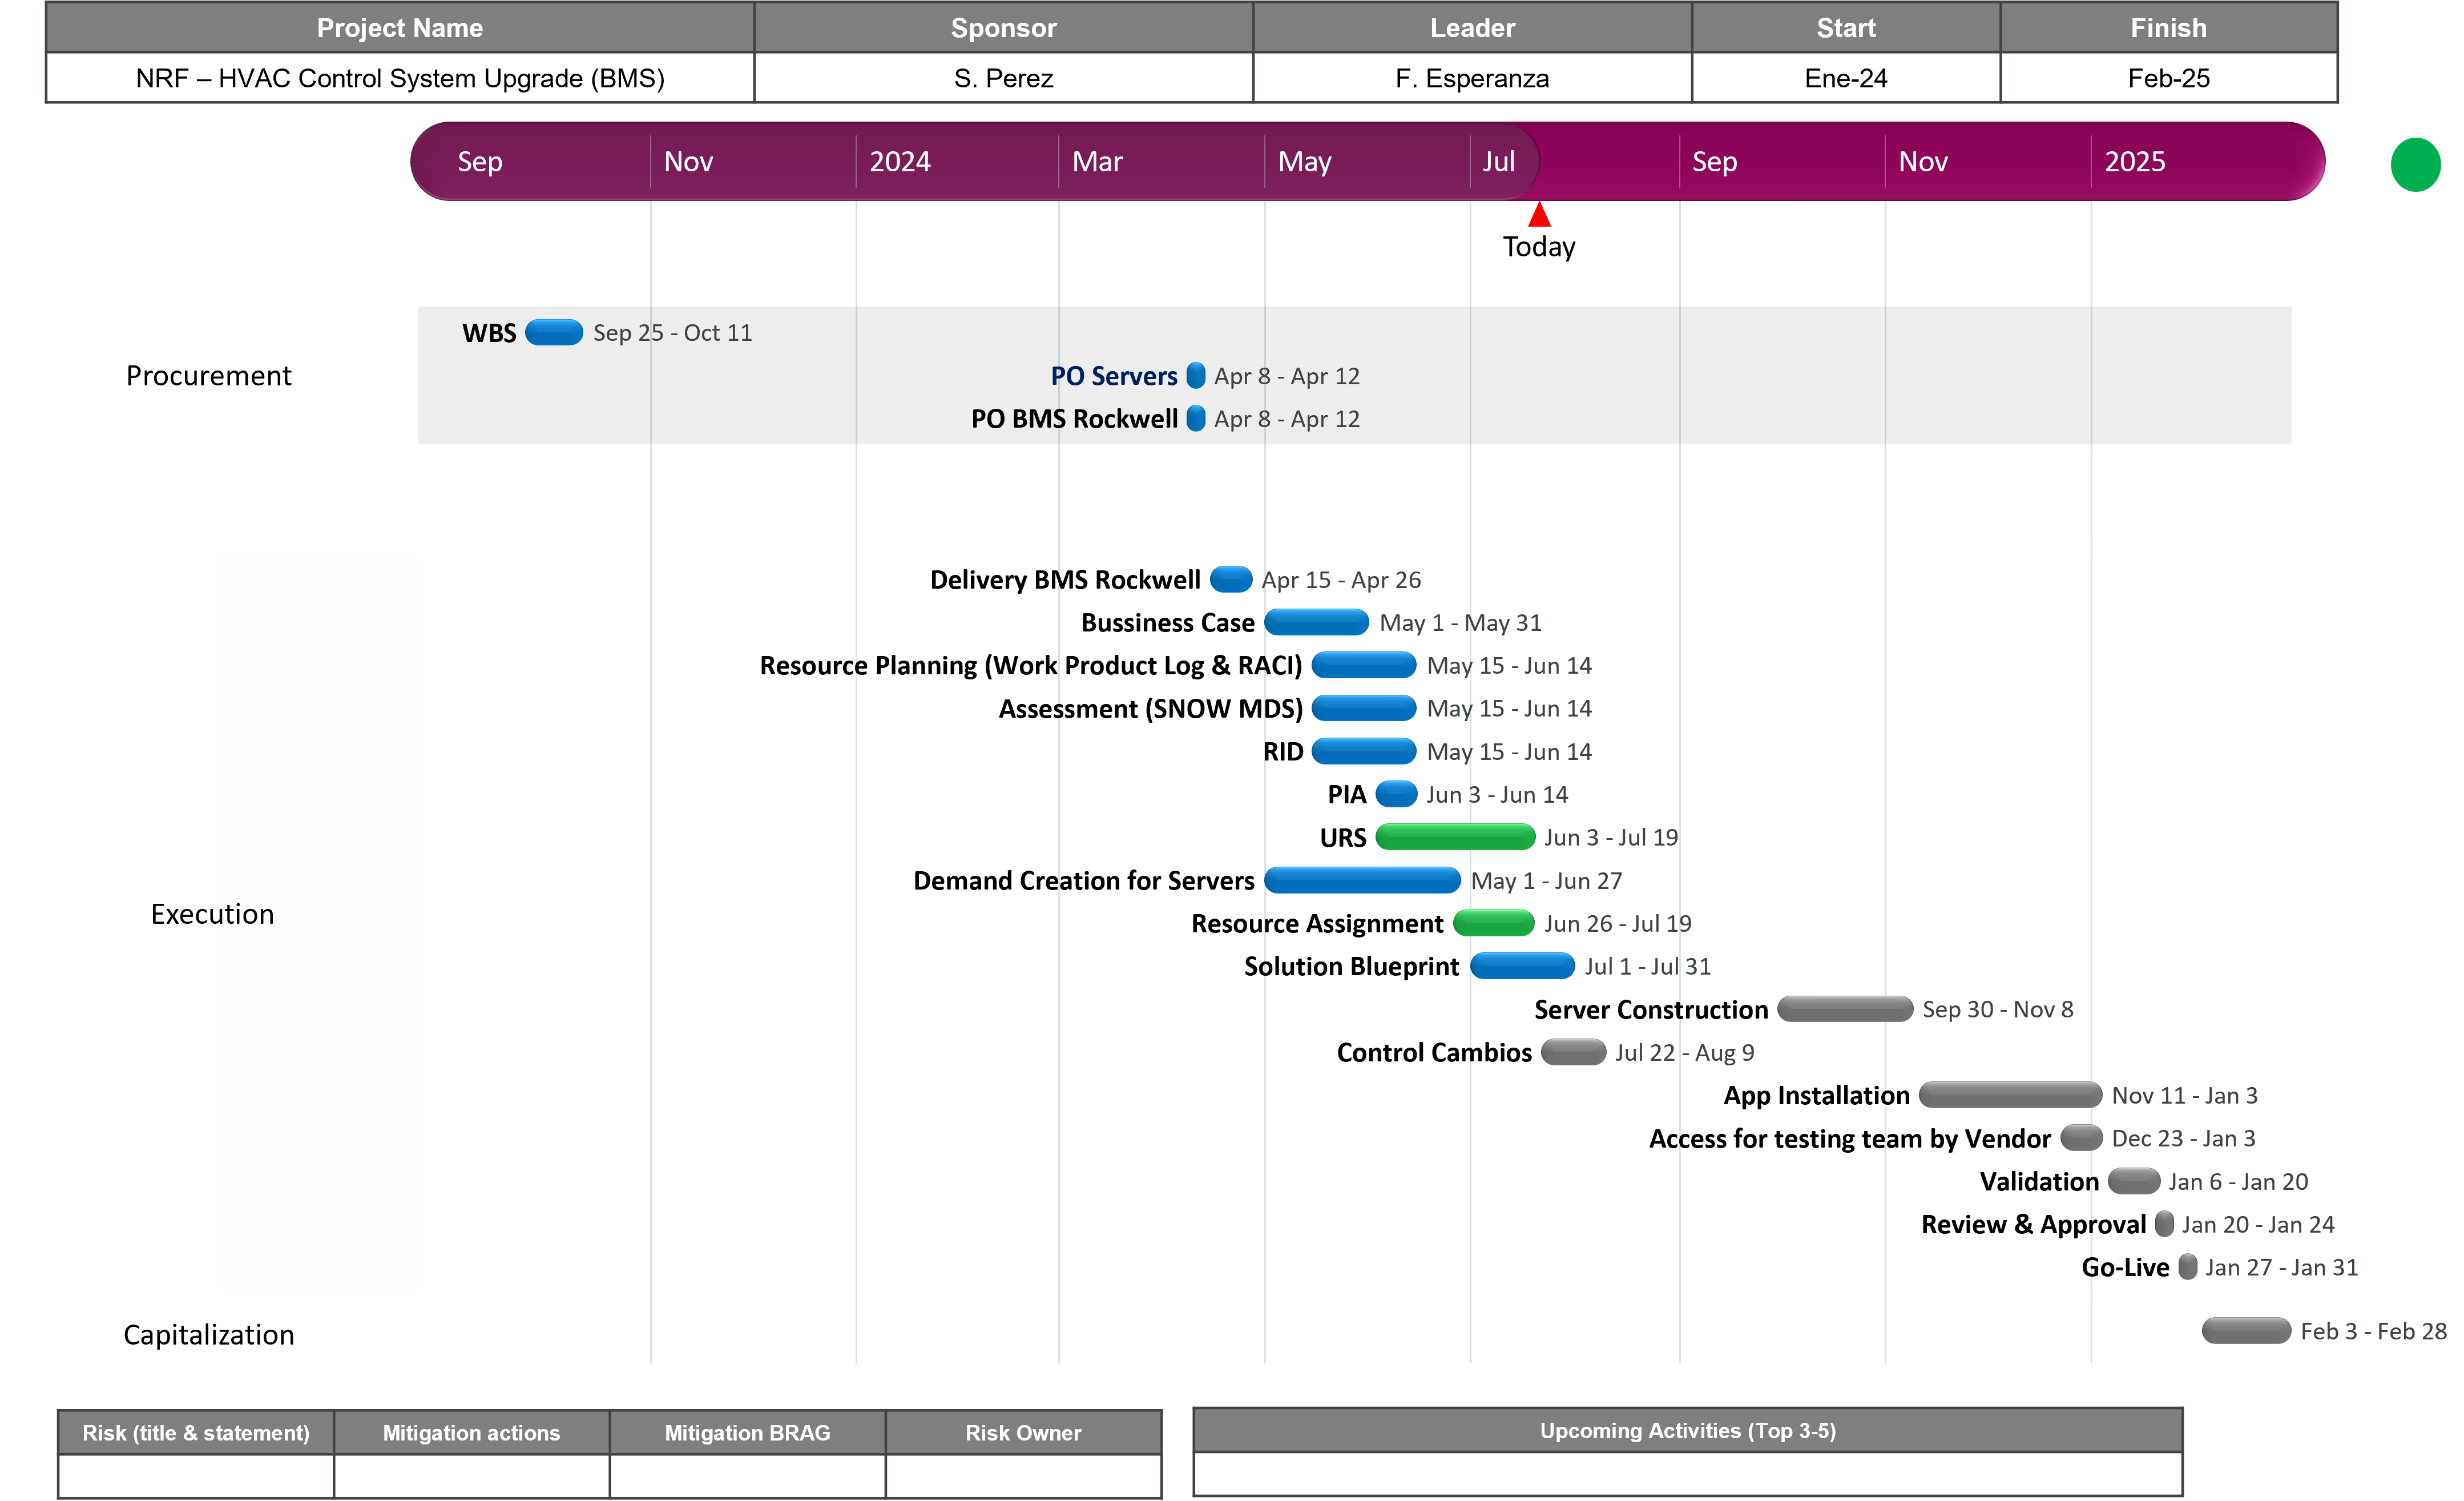 Project Name Sponsor Leader Start Finish
NRF – HVAC Control System Upgrade (BMS) S. Perez F. Esperanza Ene-24 Feb-25
Sep Nov 2024 Mar May Jul Sep Nov 2025
Today
WBS Sep 25 - Oct 11
Procurement
PO Servers Apr 8 - Apr 12
PO BMS Rockwell Apr 8 - Apr 12
Delivery BMS Rockwell Apr 15 - Apr 26
Bussiness Case May 1 - May 31
Resource Planning (Work Product Log & RACI) May 15 - Jun 14
Assessment (SNOW MDS) May 15 - Jun 14
RID May 15 - Jun 14
PIA Jun 3 - Jun 14
URS Jun 3 - Jul 19
Demand Creation for Servers May 1 - Jun 27
Execution
Resource Assignment Jun 26 - Jul 19
Solution Blueprint Jul 1 - Jul 31
Server Construction Sep 30 - Nov 8
Control Cambios Jul 22 - Aug 9
App Installation Nov 11 - Jan 3
Access for testing team by Vendor Dec 23 - Jan 3
Validation Jan 6 - Jan 20
Review & Approval Jan 20 - Jan 24
Go-Live Jan 27 - Jan 31
Capitalization Feb 3 - Feb 28
Risk (title & statement) Mitigation actions Mitigation BRAG Risk Owner
Upcoming Activities (Top 3-5)